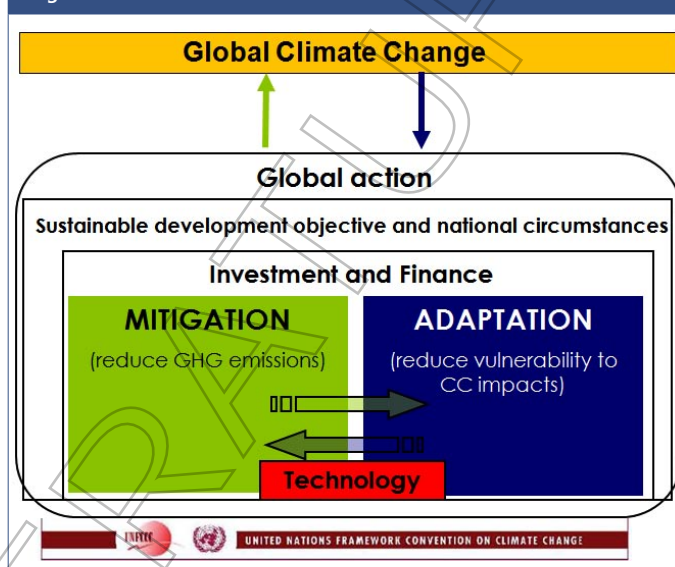 Global Climate Change
Global action
Sustainable development objective and national circumstances
Investment and Finance
MITIGATION
(reduce GHG emissions)
ADAPTATION
(reduce vulnerability to
CC impacts)
Technology
UNFCCC
UNITED NATIONS FRAMEWORK CONVENTION ON CLIMATE CHANGE